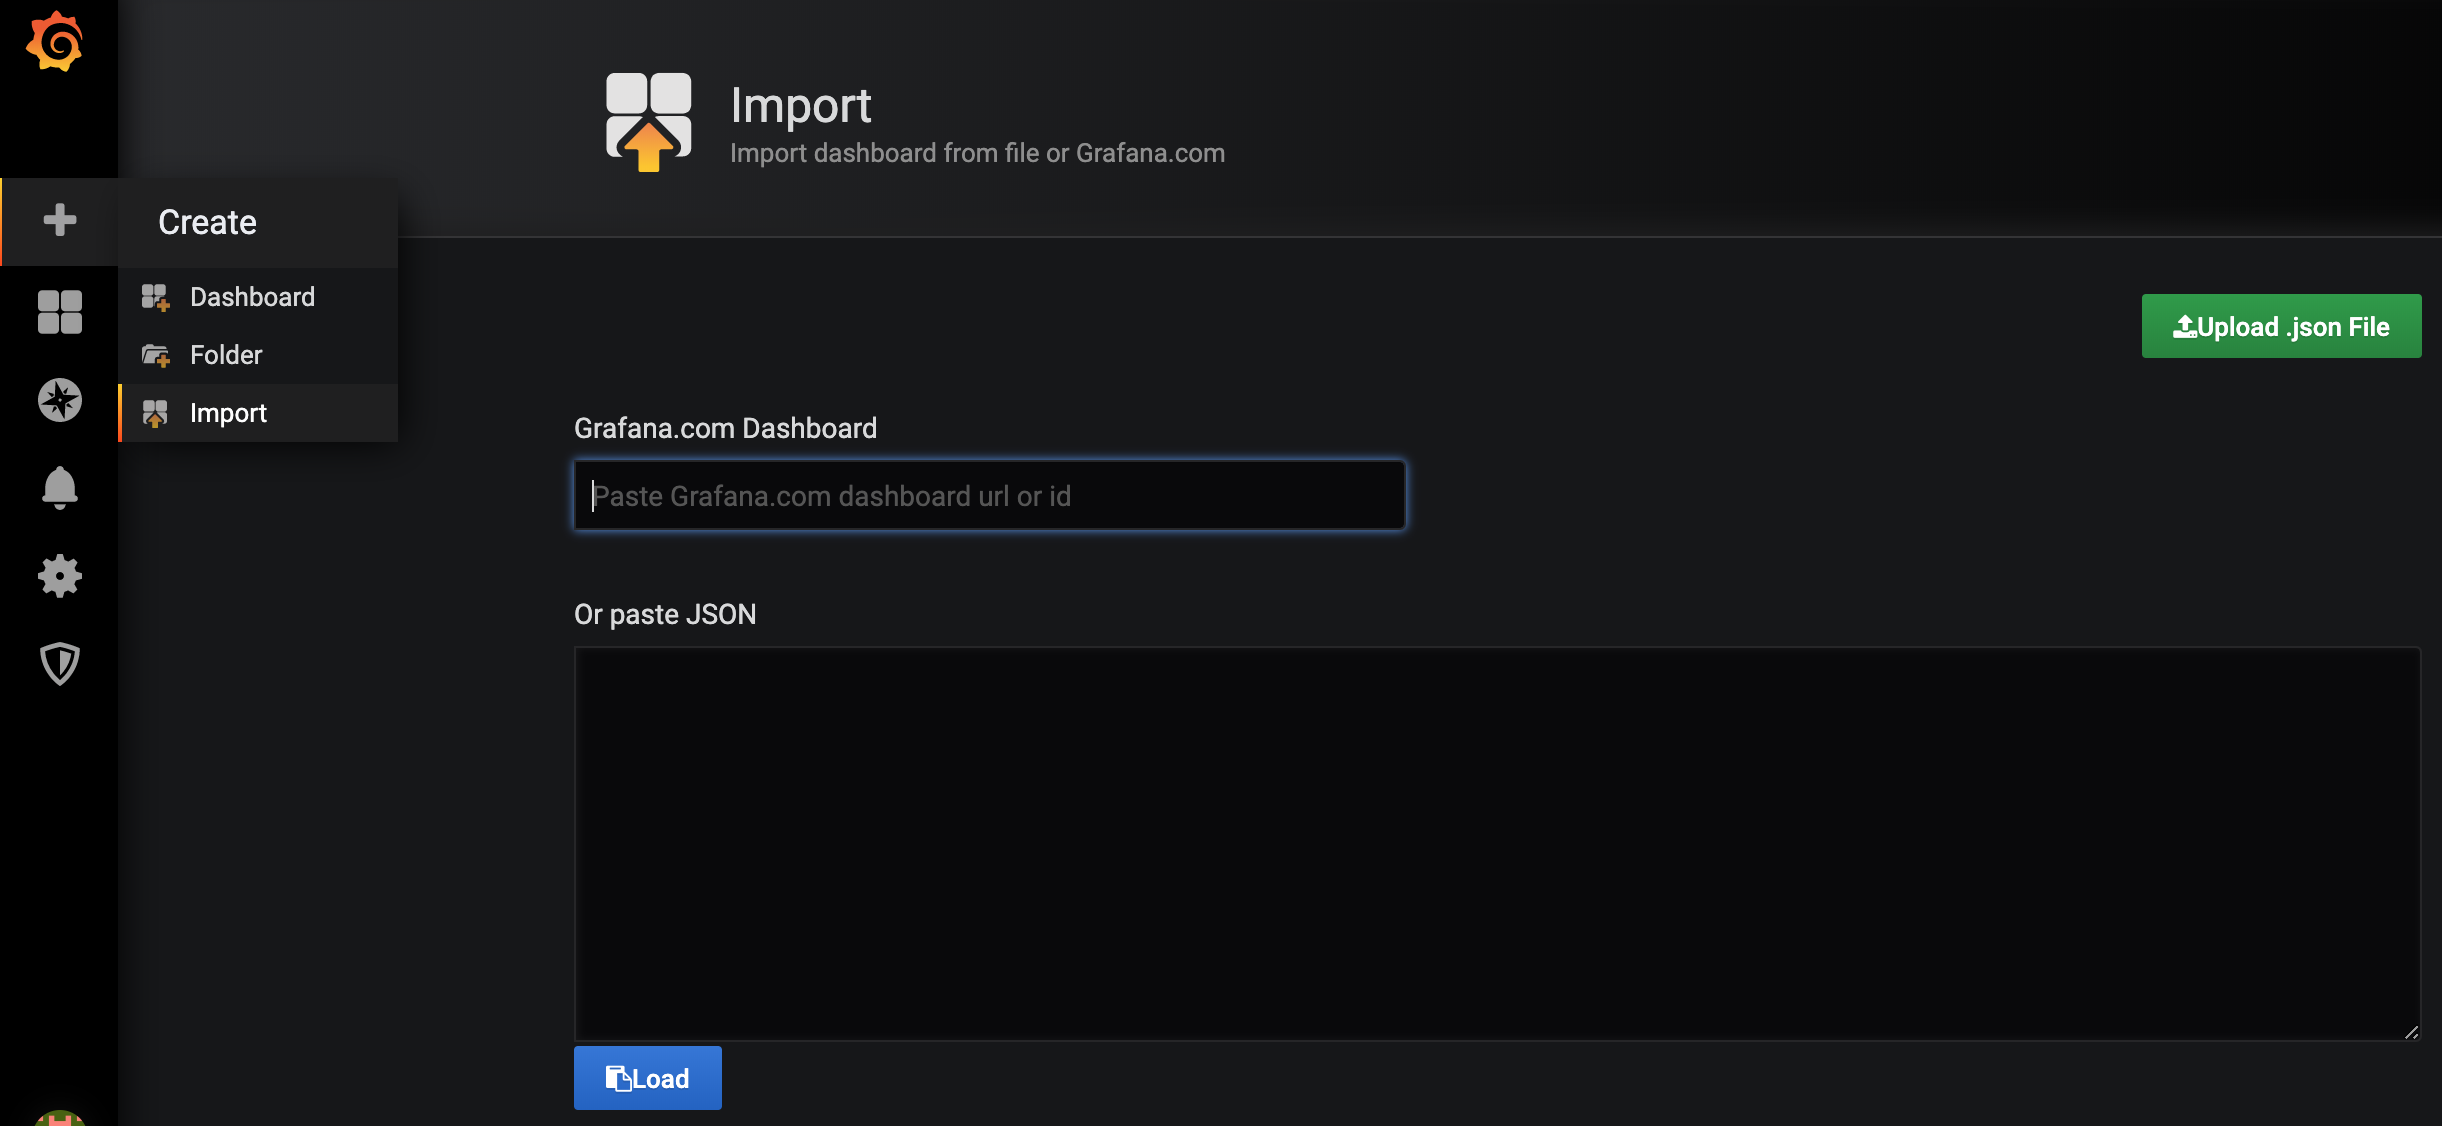 Import
Import dashboard from file or Grafana.com
Create
Dashboard
Folder
Import
Upload .json File
Grafana.com Dashboard
Paste Grafana.com dashboard url or id
Or paste JSON
Load